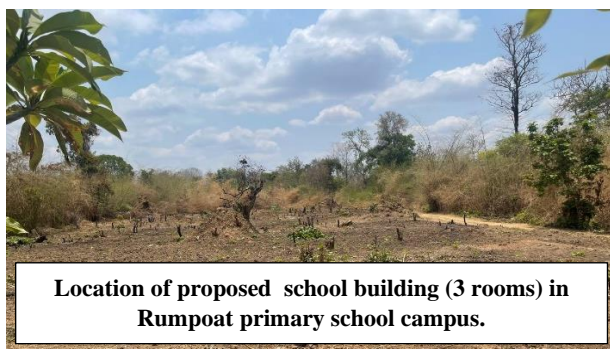 Location of proposed school building (3 rooms) in
Rumpoat primary school campus.